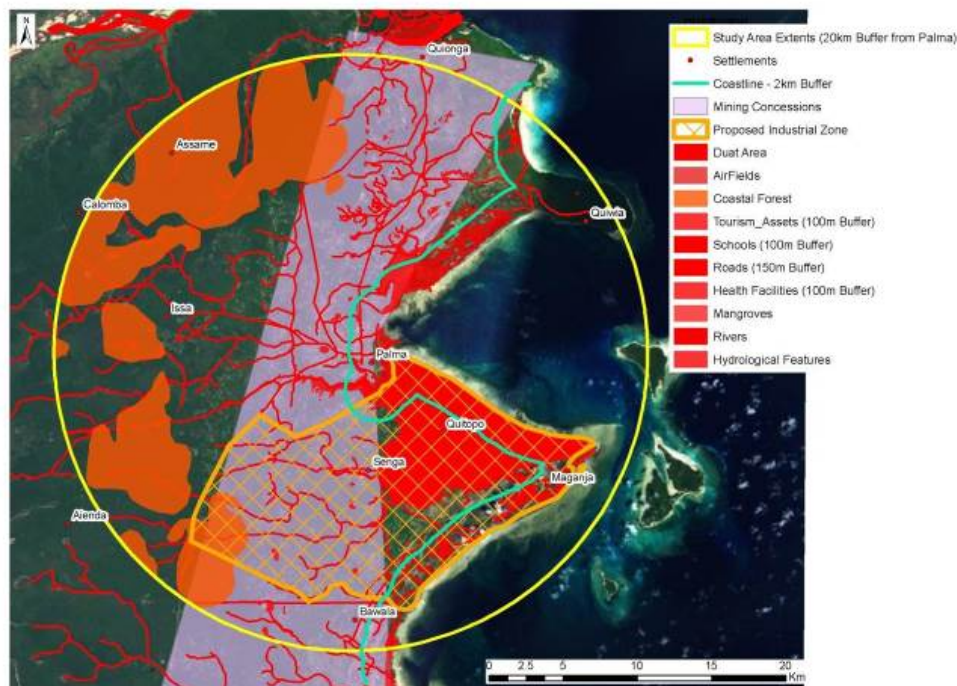 N
Quionga
Assame
Calomba
Quiwia
Issa
Palma
Quitopo
Senga
Maganja
Aienda
Bawala
Study Area Extents (20km Buffer from Palma)
Settlements
Coastline - 2km Buffer
Mining Concessions
Proposed Industrial Zone
Duat Area
AirFields
Coastal Forest
Tourism_Assets (100m Buffer)
Schools (100m Buffer)
Roads (150m Buffer)
Health Facilities (100m Buffer)
Mangroves
Rivers
Hydrological Features
0 2.5 5 10 15 20
Km